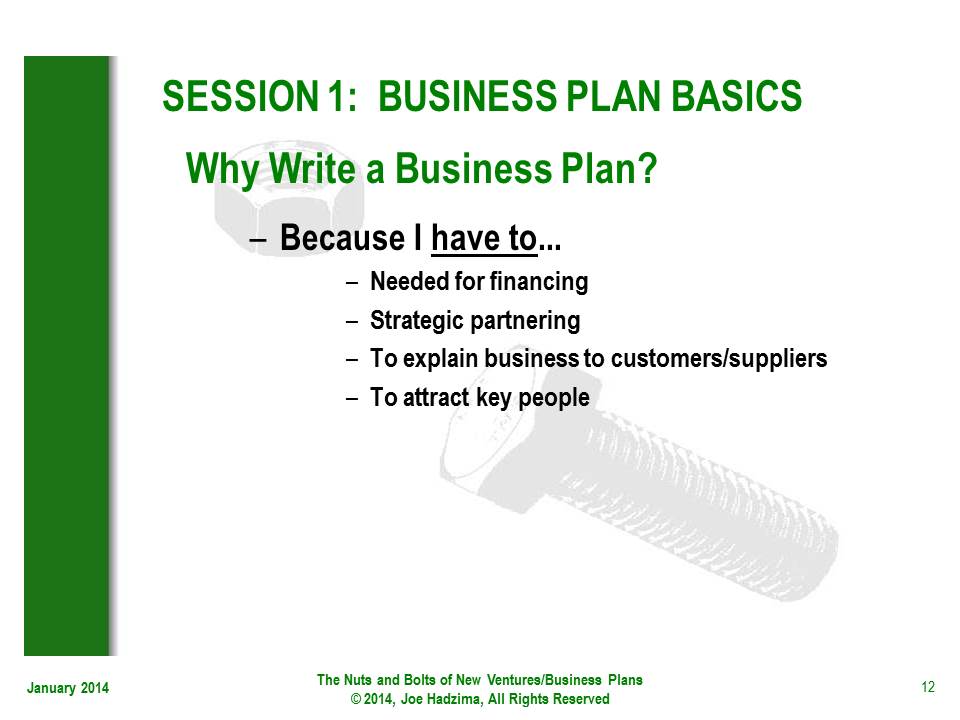 SESSION 1: BUSINESS PLAN BASICS
Why Write a Business Plan?
– Because I have to...
– Needed for financing
– Strategic partnering
– To explain business to customers/suppliers
– To attract key people
January 2014
The Nuts and Bolts of New Ventures/Business Plans
© 2014, Joe Hadzima, All Rights Reserved
12